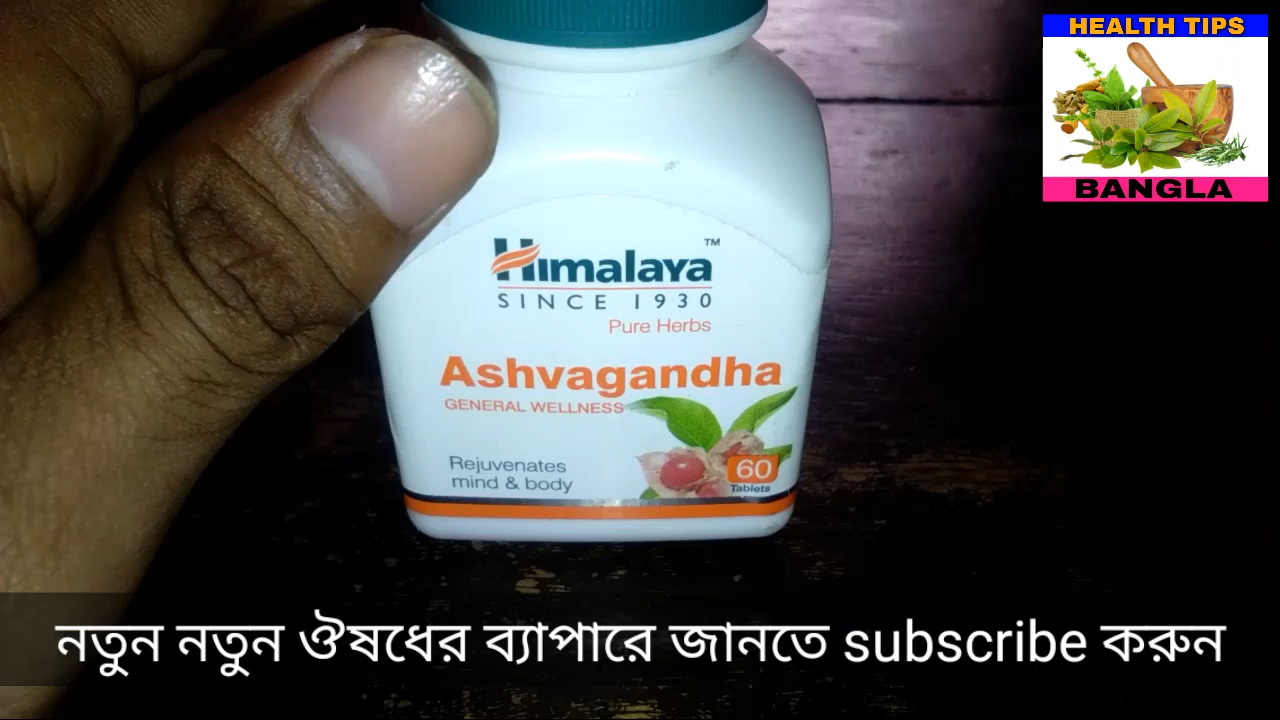 HEALTH TIPS
BANGLA
Himalaya™
SINCE 1930
Pure Herbs
Ashvagandha
GENERAL WELLNESS
Rejuvenates
mind & body
60
Tablets
নতুন নতুন ঔষধের ব্যাপারে জানতে subscribe করুন